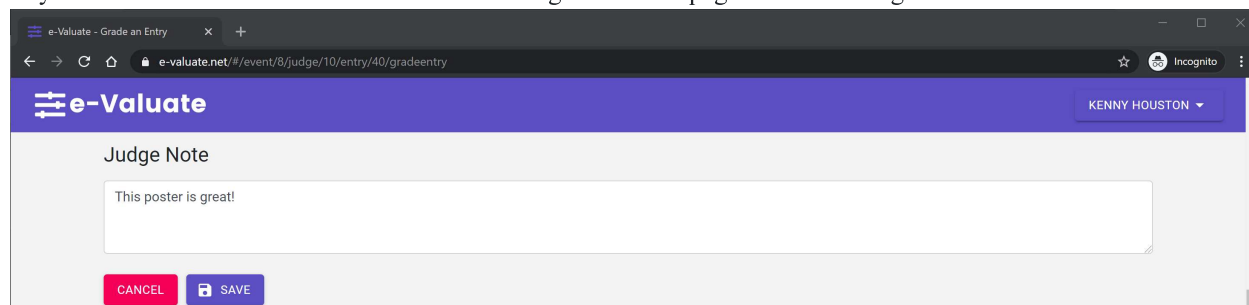 e-Valuate - Grade an Entry
e-valuate.net/#/event/8/judge/10/entry/40/gradeentry
Incognito
e-Valuate
KENNY HOUSTON
Judge Note
This poster is great!
CANCEL
SAVE